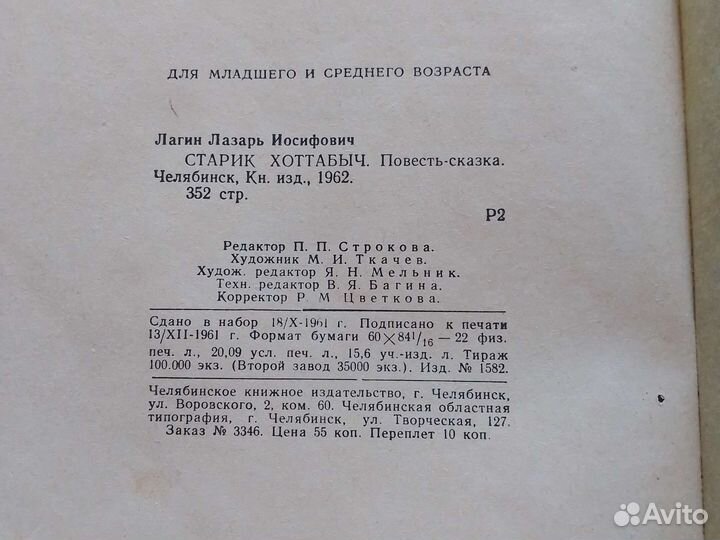 ДЛЯ МЛАДШЕГО И СРЕДНЕГО ВОЗРАСТА
Лагин Лазарь Иосифович
СТАРИК ХОТТАБЫЧ. Повесть-сказка.
Челябинск, Кн. изд., 1962.
352 стр.
Р2
Редактор П. П. Строкова.
Художник М. И. Ткачев.
Худож. редактор Я. Н. Мельник.
Техн. редактор В. Я. Багина.
Корректор Р. М Цветкова.
Сдано в набор 18/X-1961 г. Подписано к печати
13/XII-1961 г. Формат бумаги 60×841/16 — 22 физ.
печ. л., 20,09 усл. печ. л., 15,6 уч.-изд. л. Тираж
100.000 экз. (Второй завод 35000 экз.). Изд. № 1582.
Челябинское книжное издательство, г. Челябинск,
ул. Воровского, 2, ком. 60. Челябинская областная
типография, г. Челябинск, ул. Творческая, 127.
Заказ № 3346. Цена 55 коп. Переплет 10 коп.
Avito